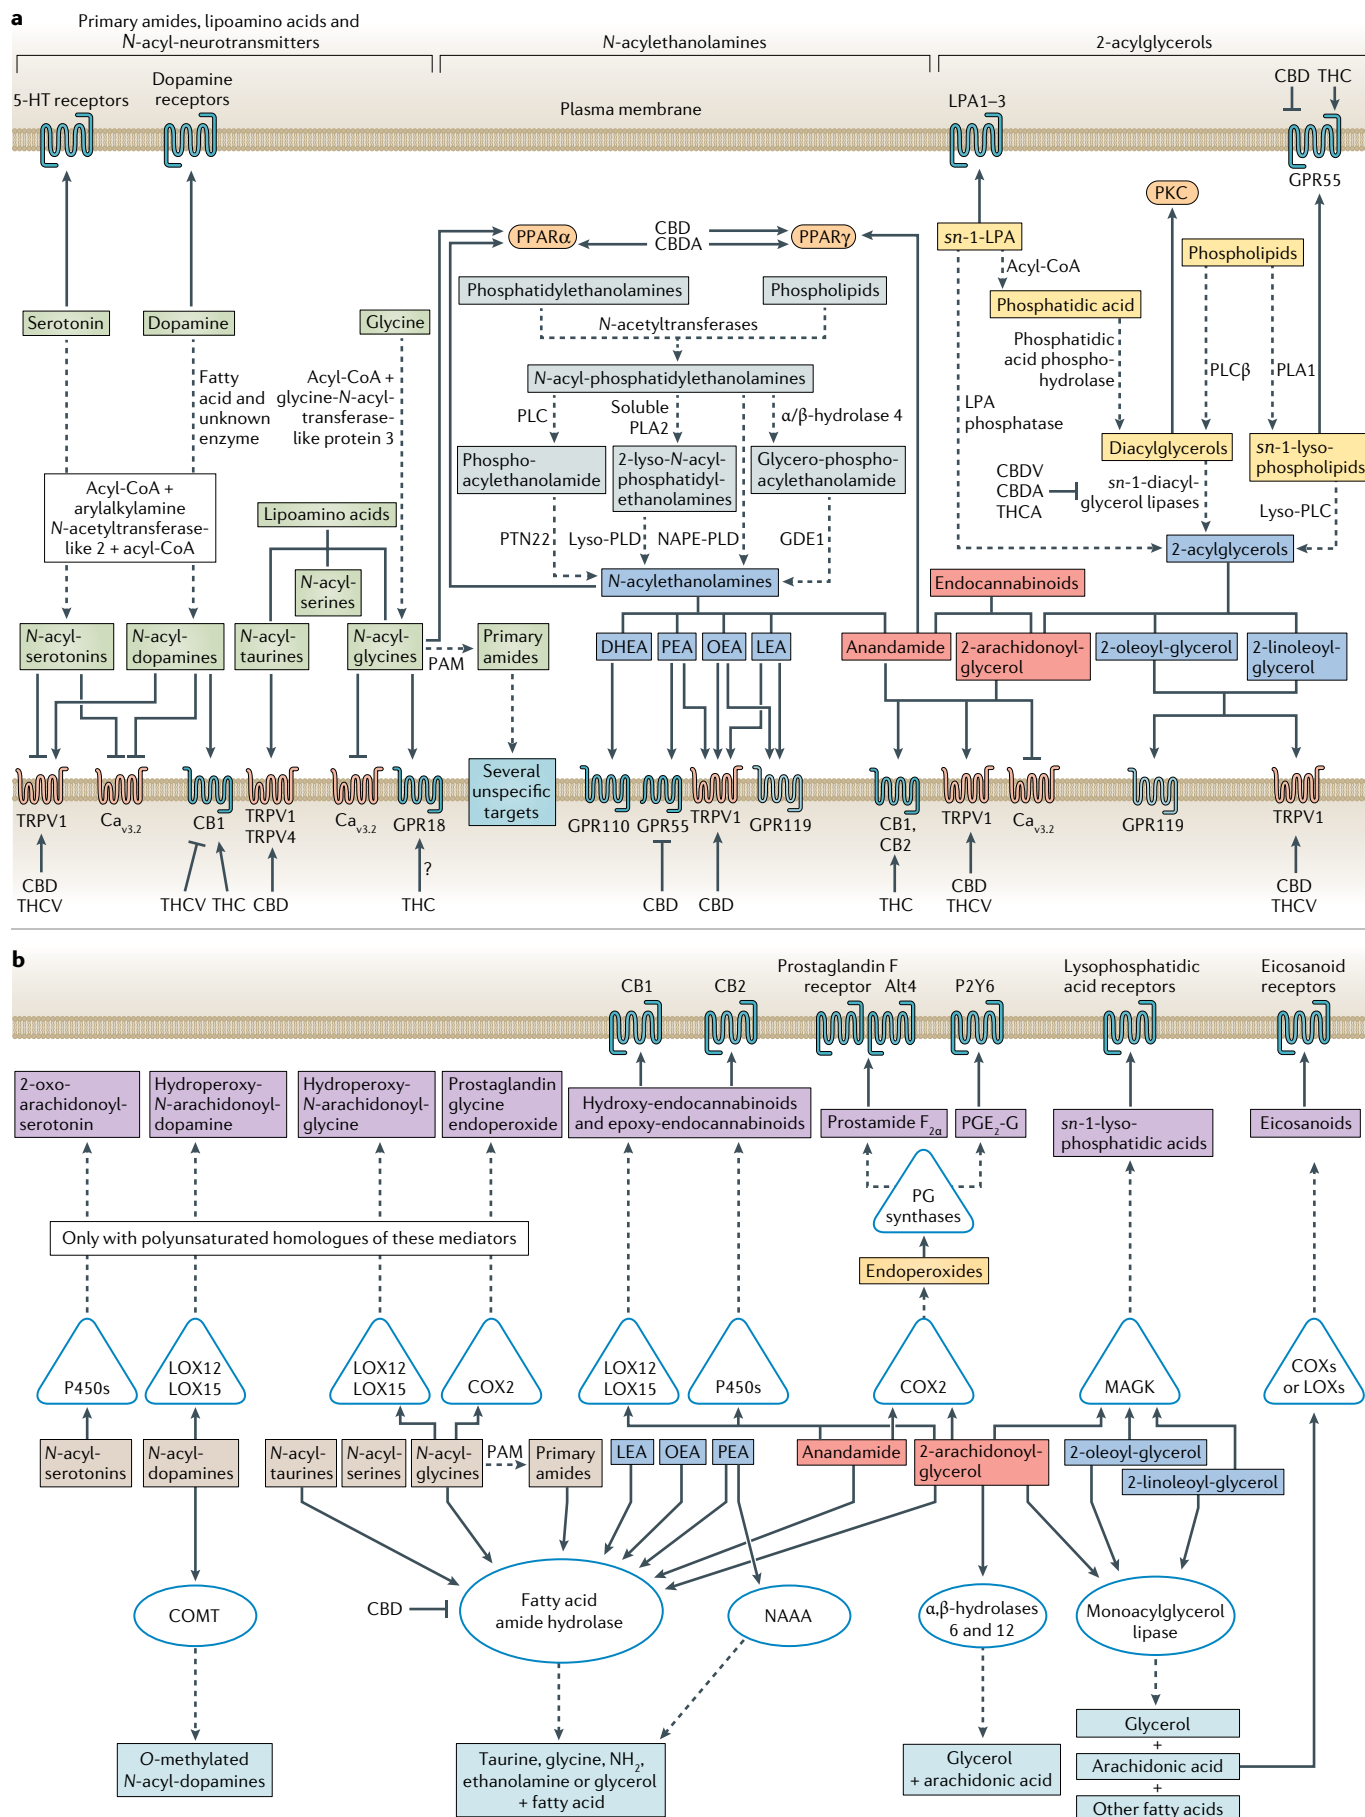 a
Primary amides, lipoamino acids and
N-acyl-neurotransmitters
N-acylethanolamines
2-acylglycerols
5-HT receptors
Dopamine
receptors
Plasma membrane
LPA1–3
CBD
THC
GPR55
PKC
PPARα
CBD
CBDA
PPARγ
sn-1-LPA
Acyl-CoA
Phospholipids
Phosphatidylethanolamines
Phospholipids
Phosphatidic acid
Serotonin
Dopamine
Glycine
N-acetyltransferases
Phosphatidic
acid phospho-
hydrolase
PLCβ
PLA1
Fatty
acid and
unknown
enzyme
Acyl-CoA +
glycine-N-acyl-
transferase-
like protein 3
N-acyl-phosphatidylethanolamines
PLC
Soluble
PLA2
α/β-hydrolase 4
LPA
phosphatase
Diacylglycerols
sn-1-lyso-
phospholipids
Phospho-
acylethanolamide
2-lyso-N-acyl-
phosphatidyl-
ethanolamines
Glycero-phospho-
acylethanolamide
CBDV
CBDA
THCA
sn-1-diacyl-
glycerol lipases
Lyso-PLC
Acyl-CoA +
arylalkylamine
N-acetyltransferase-
like 2 + acyl-CoA
Lipoamino acids
PTN22
Lyso-PLD
NAPE-PLD
GDE1
2-acylglycerols
N-acyl-
serines
N-acylethanolamines
Endocannabinoids
N-acyl-
serotonins
N-acyl-
dopamines
N-acyl-
taurines
N-acyl-
glycines
PAM
Primary
amides
DHEA
PEA
OEA
LEA
Anandamide
2-arachidonoyl-
glycerol
2-oleoyl-glycerol
2-linoleoyl-
glycerol
TRPV1
Cav3.2
CB1
TRPV1
TRPV4
Cav3.2
GPR18
Several
unspecific
targets
GPR110
GPR55
TRPV1
GPR119
CB1,
CB2
TRPV1
Cav3.2
GPR119
TRPV1
?
CBD
THCV
THCV
THC
CBD
THC
CBD
CBD
THC
CBD
THCV
CBD
THCV
b
CB1
CB2
Prostaglandin F
receptor
Alt4
P2Y6
Lysophosphatidic
acid receptors
Eicosanoid
receptors
2-oxo-
arachidonoyl-
serotonin
Hydroperoxy-
N-arachidonoyl-
dopamine
Hydroperoxy-
N-arachidonoyl-
glycine
Prostaglandin
glycine
endoperoxide
Hydroxy-endocannabinoids
and epoxy-endocannabinoids
Prostamide F2α
PGE2-G
sn-1-lyso-
phosphatidic acids
Eicosanoids
PG
synthases
Only with polyunsaturated homologues of these mediators
Endoperoxides
P450s
LOX12
LOX15
LOX12
LOX15
COX2
LOX12
LOX15
P450s
COX2
MAGK
COXs
or LOXs
N-acyl-
serotonins
N-acyl-
dopamines
N-acyl-
taurines
N-acyl-
serines
N-acyl-
glycines
PAM
Primary
amides
LEA
OEA
PEA
Anandamide
2-arachidonoyl-
glycerol
2-oleoyl-glycerol
2-linoleoyl-glycerol
COMT
CBD
Fatty acid
amide hydrolase
NAAA
α,β-hydrolases
6 and 12
Monoacylglycerol
lipase
O-methylated
N-acyl-dopamines
Taurine, glycine, NH2,
ethanolamine or glycerol
+ fatty acid
Glycerol
+ arachidonic acid
Glycerol
+
Arachidonic acid
+
Other fatty acids